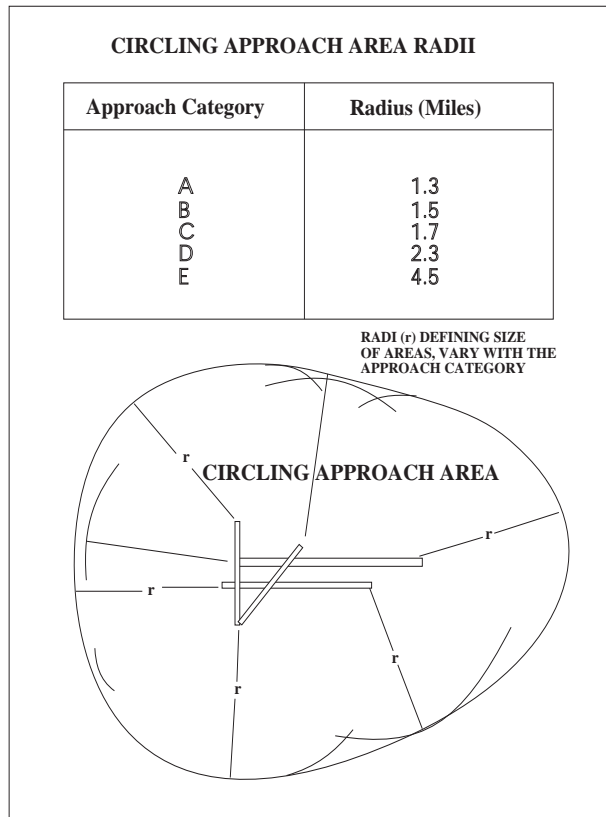 CIRCLING APPROACH AREA RADII
Approach Category Radius (Miles)
A 1.3
B 1.5
C 1.7
D 2.3
E 4.5
RADI (r) DEFINING SIZE
OF AREAS, VARY WITH THE
APPROACH CATEGORY
r
CIRCLING APPROACH AREA
r
r
r
r